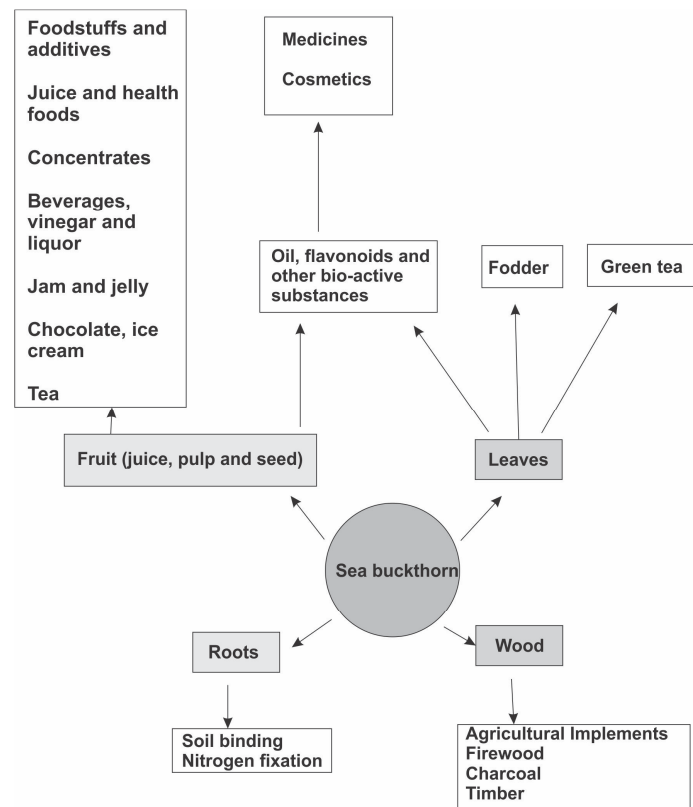 Foodstuffs and
additives
Juice and health
foods
Concentrates
Beverages,
vinegar and
liquor
Jam and jelly
Chocolate, ice
cream
Tea
Medicines
Cosmetics
Oil, flavonoids and
other bio-active
substances
Fodder
Green tea
Fruit (juice, pulp and seed)
Leaves
Sea buckthorn
Roots
Wood
Soil binding
Nitrogen fixation
Agricultural Implements
Firewood
Charcoal
Timber